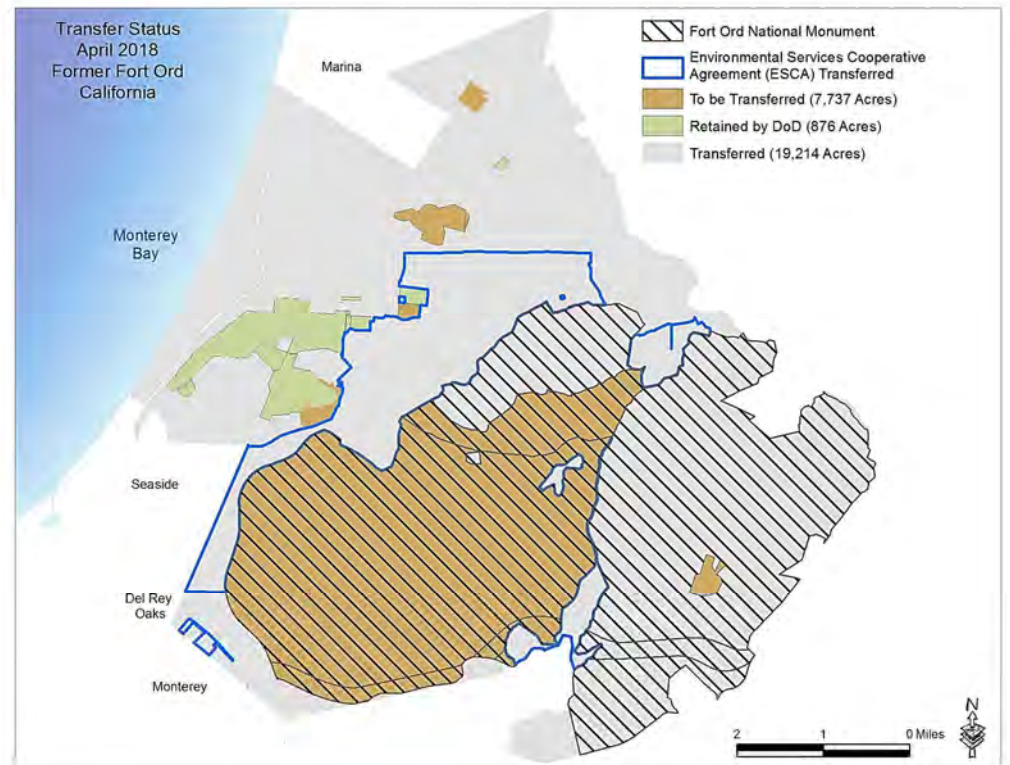 Transfer Status
April 2018
Former Fort Ord
California
Marina
Fort Ord National Monument
Environmental Services Cooperative
Agreement (ESCA) Transferred
To be Transferred (7,737 Acres)
Retained by DoD (876 Acres)
Transferred (19,214 Acres)
Monterey
Bay
Seaside
Del Rey
Oaks
Monterey
N
2 1 0 Miles